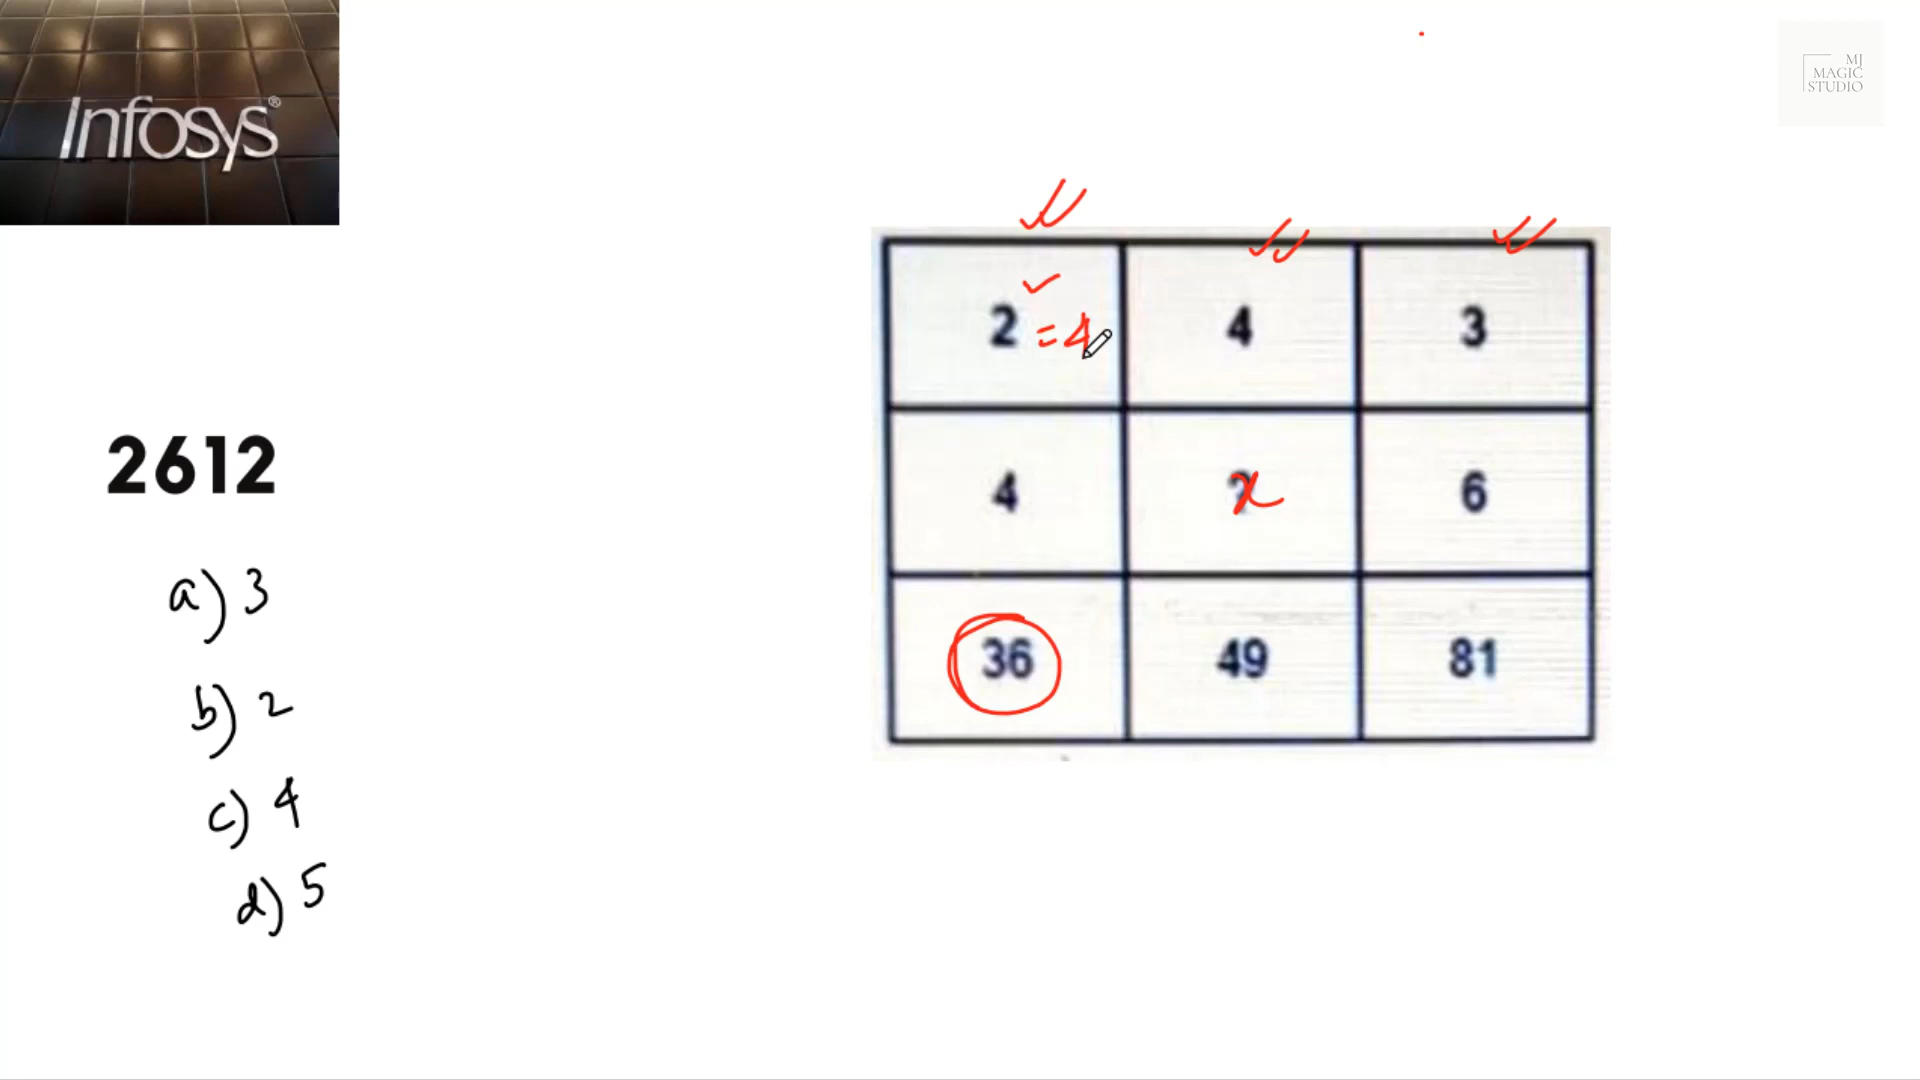 Infosys®
MJ
MAGIC
STUDIO
2 = 4 4 3
4 ? x 6
36 49 81
2612
a) 3
b) 2
c) 4
d) 5